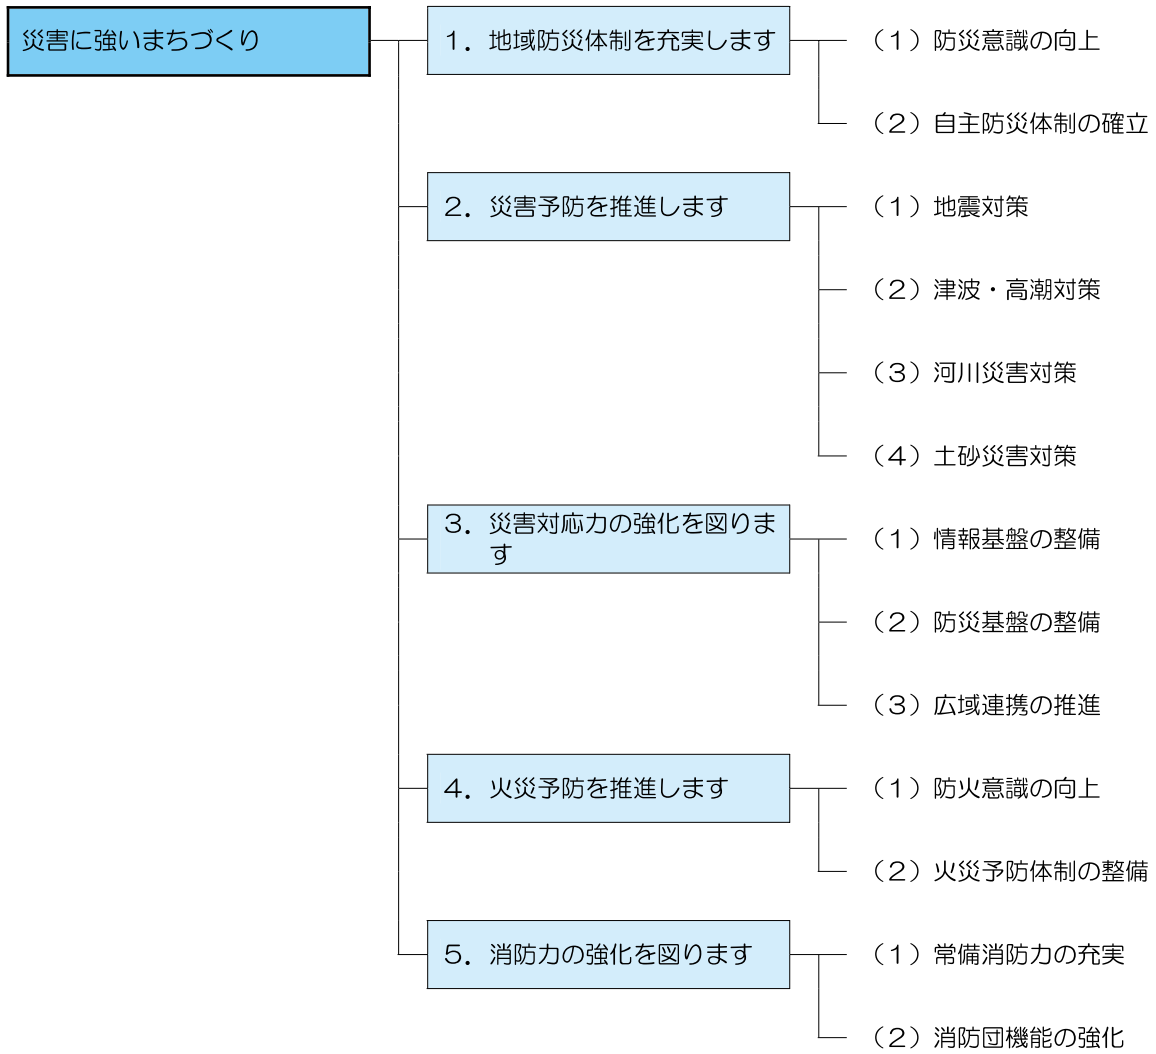 災害に強いまちづくり
1．地域防災体制を充実します
（1）防災意識の向上
（2）自主防災体制の確立
2．災害予防を推進します
（1）地震対策
（2）津波・高潮対策
（3）河川災害対策
（4）土砂災害対策
3．災害対応力の強化を図りま
す
（1）情報基盤の整備
（2）防災基盤の整備
（3）広域連携の推進
4．火災予防を推進します
（1）防火意識の向上
（2）火災予防体制の整備
5．消防力の強化を図ります
（1）常備消防力の充実
（2）消防団機能の強化